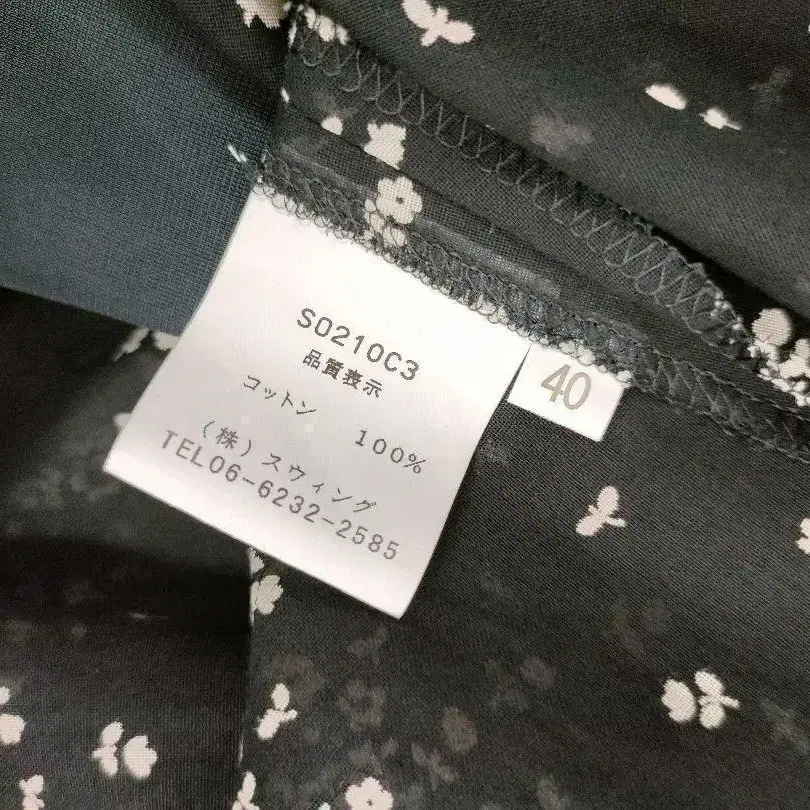 S0210C3
品質表示
コットン 100%
(株)スウィング
TEL06-6232-2585
40